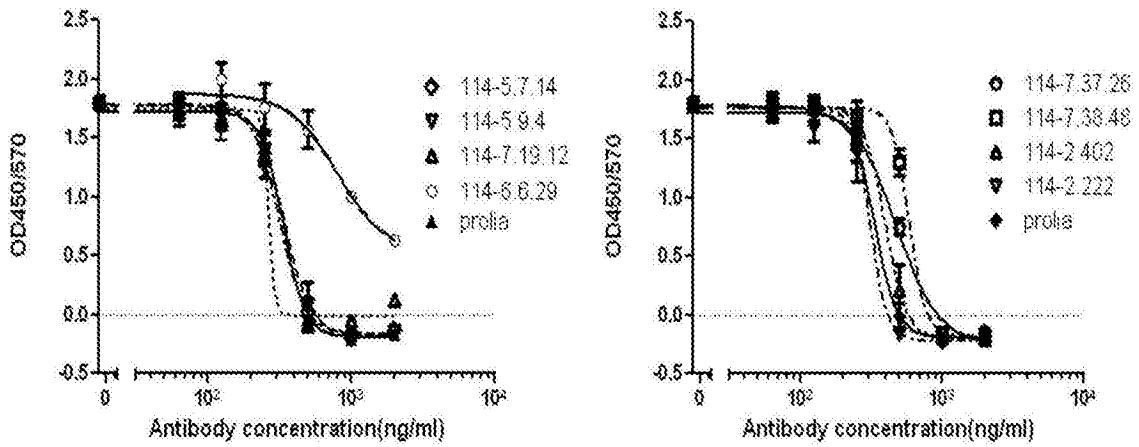 2.5
2.0
1.5
1.0
0.5
0.0
-0.5
OD450/570
0 10² 10³ 10⁴
Antibody concentration(ng/ml)
114-5.7.14
114-5.9.4
114-7.19.12
114-6.6.29
prolia
2.5
2.0
1.5
1.0
0.5
0.0
-0.5
OD450/570
0 10² 10³ 10⁴
Antibody concentration(ng/ml)
114-7.37.26
114-7.38.48
114-2.402
114-2.222
prolia